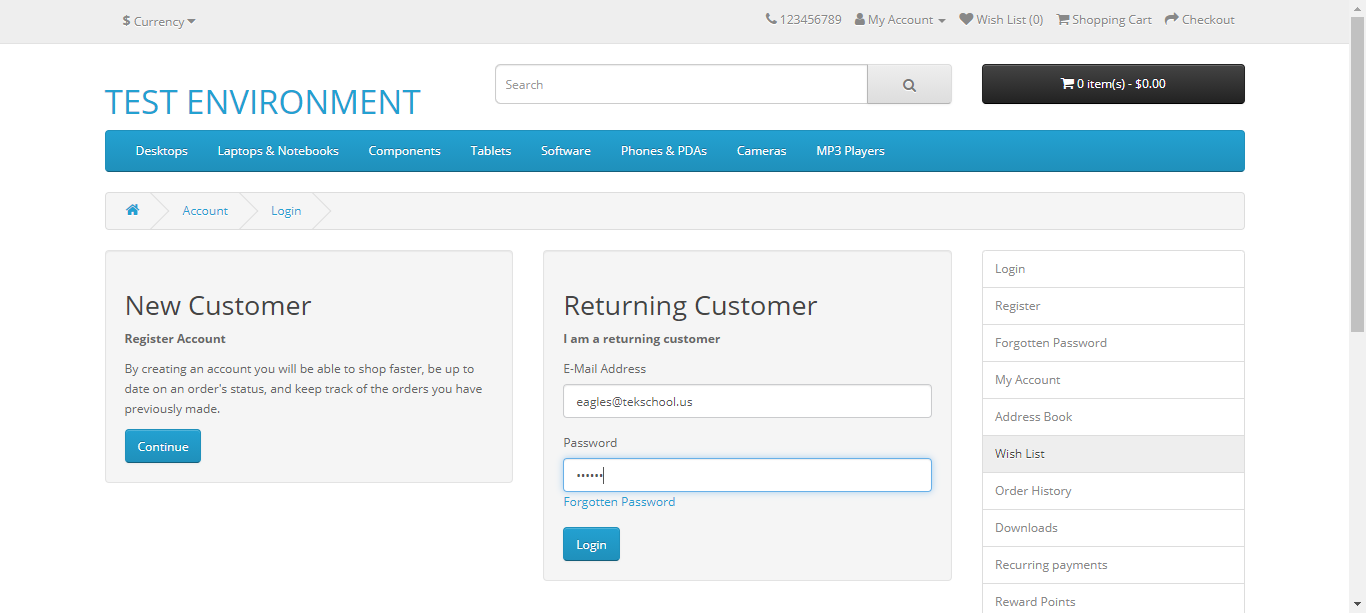 $ Currency
123456789 My Account Wish List (0) Shopping Cart Checkout
TEST ENVIRONMENT
Search
0 item(s) - $0.00
Desktops Laptops & Notebooks Components Tablets Software Phones & PDAs Cameras MP3 Players
Account Login
New Customer
Register Account
By creating an account you will be able to shop faster, be up to
date on an order's status, and keep track of the orders you have
previously made.
Continue
Returning Customer
I am a returning customer
E-Mail Address
eagles@tekschool.us
Password
••••••
Forgotten Password
Login
Login
Register
Forgotten Password
My Account
Address Book
Wish List
Order History
Downloads
Recurring payments
Reward Points